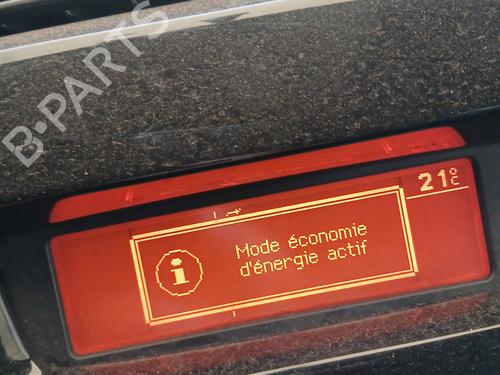 B-PARTS
21°C
i
Mode économie
d'énergie actif